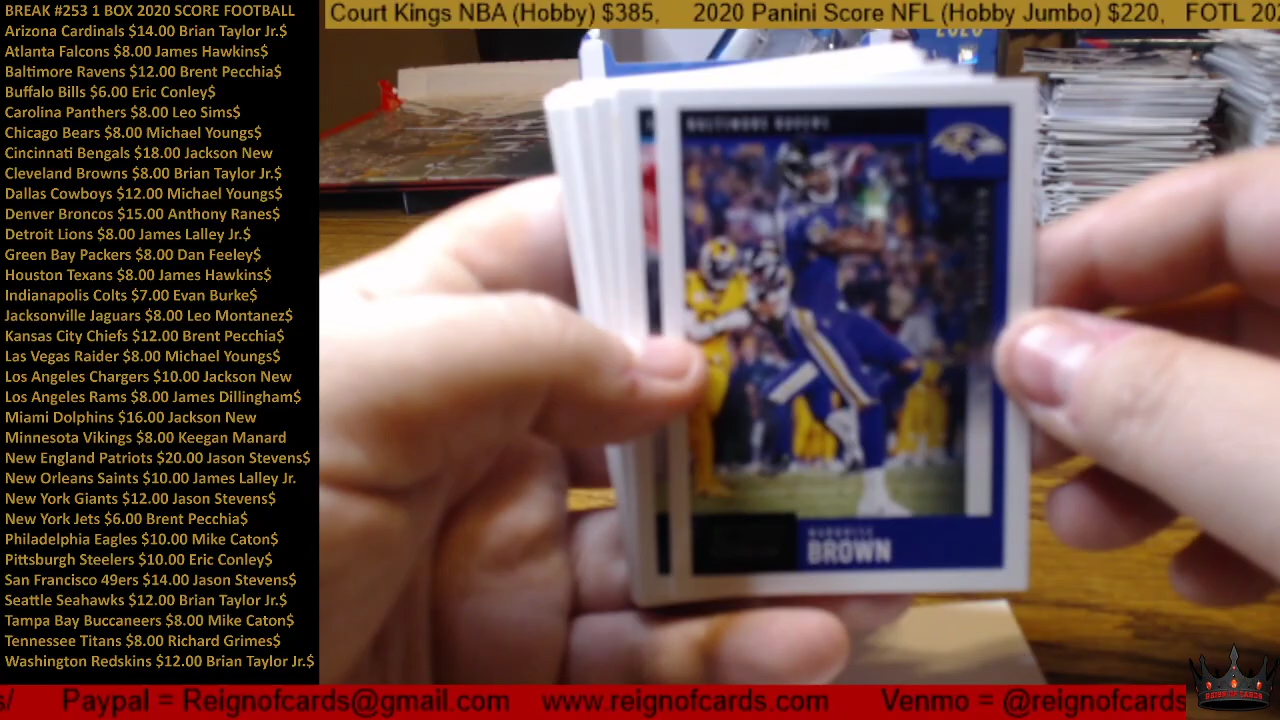 BREAK #253 1 BOX 2020 SCORE FOOTBALL
Arizona Cardinals $14.00 Brian Taylor Jr.$
Atlanta Falcons $8.00 James Hawkins$
Baltimore Ravens $12.00 Brent Pecchia$
Buffalo Bills $6.00 Eric Conley$
Carolina Panthers $8.00 Leo Sims$
Chicago Bears $8.00 Michael Youngs$
Cincinnati Bengals $18.00 Jackson New
Cleveland Browns $8.00 Brian Taylor Jr.$
Dallas Cowboys $12.00 Michael Youngs$
Denver Broncos $15.00 Anthony Ranes$
Detroit Lions $8.00 James Lalley Jr.$
Green Bay Packers $8.00 Dan Feeley$
Houston Texans $8.00 James Hawkins$
Indianapolis Colts $7.00 Evan Burke$
Jacksonville Jaguars $8.00 Leo Montanez$
Kansas City Chiefs $12.00 Brent Pecchia$
Las Vegas Raider $8.00 Michael Youngs$
Los Angeles Chargers $10.00 Jackson New
Los Angeles Rams $8.00 James Dillingham$
Miami Dolphins $16.00 Jackson New
Minnesota Vikings $8.00 Keegan Manard
New England Patriots $20.00 Jason Stevens$
New Orleans Saints $10.00 James Lalley Jr.
New York Giants $12.00 Jason Stevens$
New York Jets $6.00 Brent Pecchia$
Philadelphia Eagles $10.00 Mike Caton$
Pittsburgh Steelers $10.00 Eric Conley$
San Francisco 49ers $14.00 Jason Stevens$
Seattle Seahawks $12.00 Brian Taylor Jr.$
Tampa Bay Buccaneers $8.00 Mike Caton$
Tennessee Titans $8.00 Richard Grimes$
Washington Redskins $12.00 Brian Taylor Jr.$
Court Kings NBA (Hobby) $385, 2020 Panini Score NFL (Hobby Jumbo) $220, FOTL 202
2020
BALTIMORE RAVENS
MARQUISE
BROWN
s/ Paypal = Reignofcards@gmail.com www.reignofcards.com Venmo = @reignofcards
REIGN OF CARDS